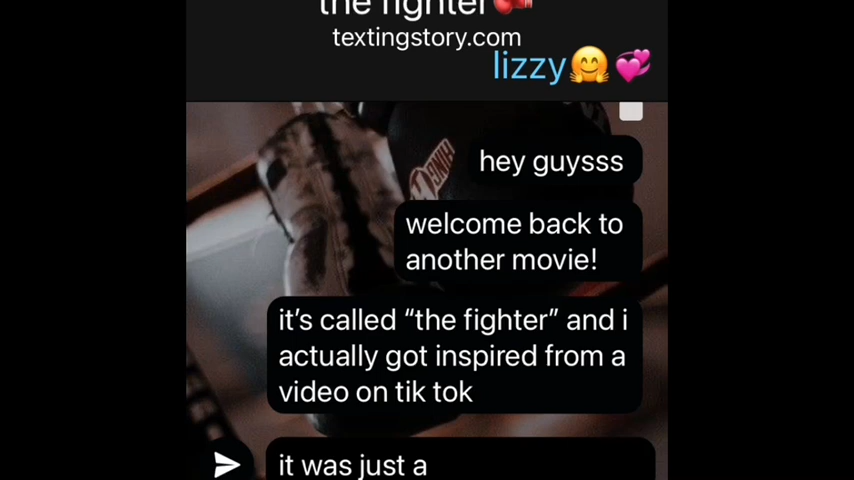 the fighter🥊
textingstory.com
lizzy🤗💞
hey guysss
welcome back to
another movie!
it's called “the fighter” and i
actually got inspired from a
video on tik tok
it was just a